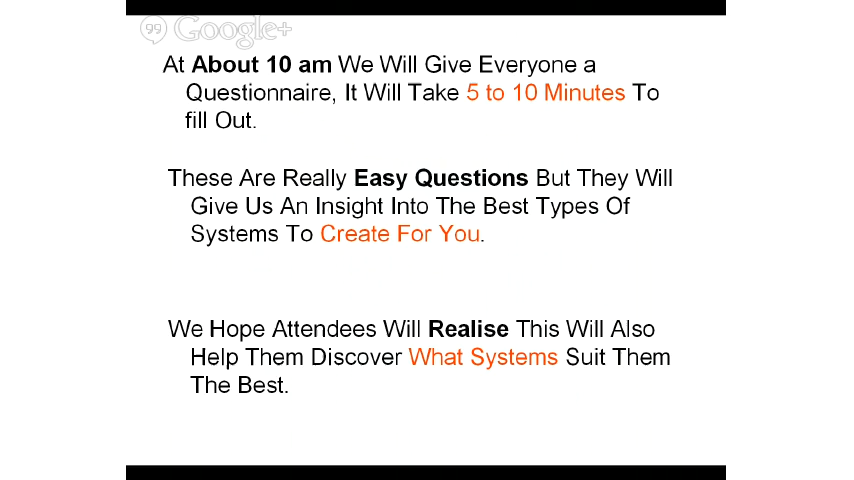 Google+
At About 10 am We Will Give Everyone a
Questionnaire, It Will Take 5 to 10 Minutes To
fill Out.
These Are Really Easy Questions But They Will
Give Us An Insight Into The Best Types Of
Systems To Create For You.
We Hope Attendees Will Realise This Will Also
Help Them Discover What Systems Suit Them
The Best.